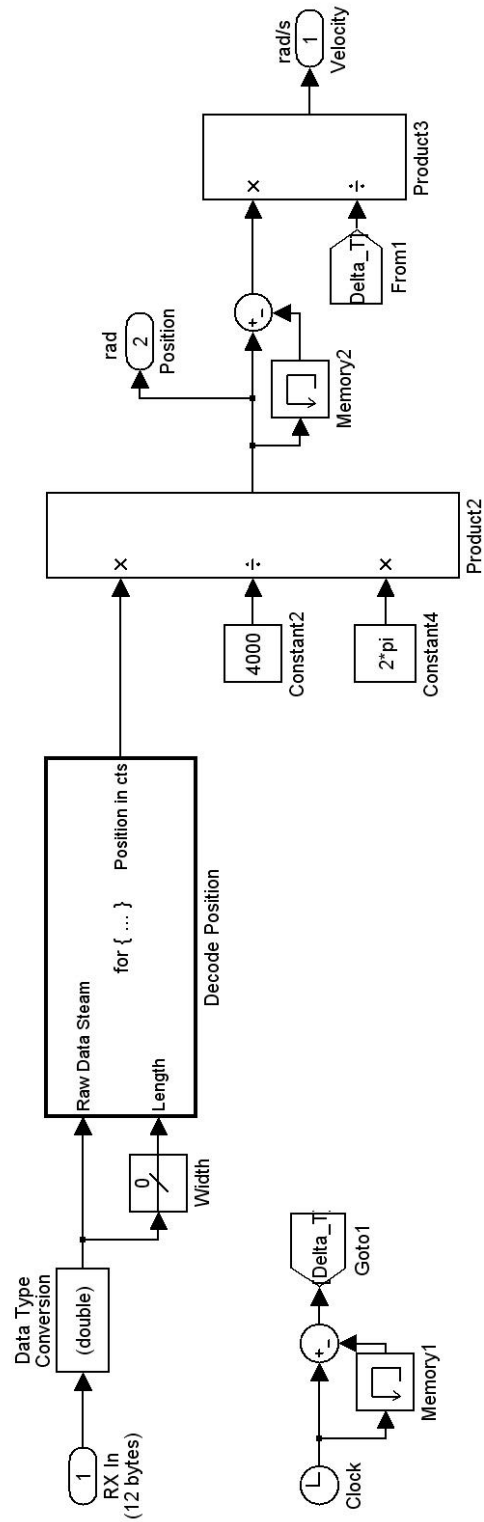 1
RX In
(12 bytes)
Data Type
Conversion
(double)
0
Width
Raw Data Steam
Length
for { ... }
Position in cts
Decode Position
4000
Constant2
2*pi
Constant4
×
÷
×
Product2
rad
2
Position
+
-
Memory2
Delta_T
From1
×
÷
Product3
rad/s
1
Velocity
Clock
+
-
Memory1
Delta_T
Goto1